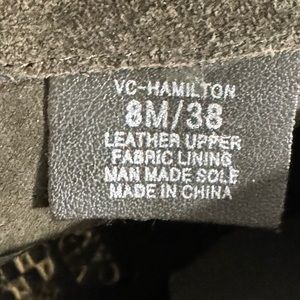 VC-HAMILTON
8M/38
LEATHER UPPER
FABRIC LINING
MAN MADE SOLE
MADE IN CHINA